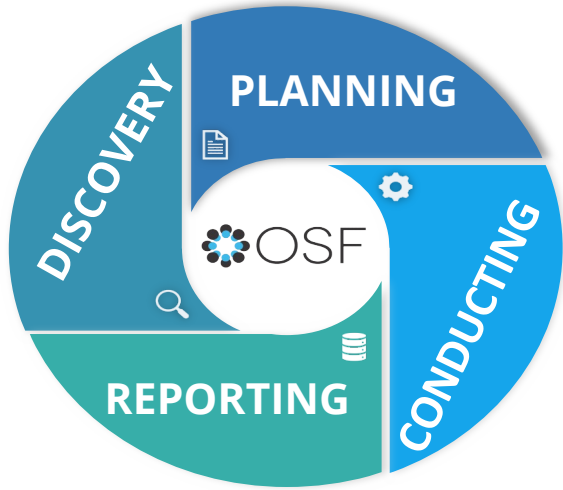 PLANNING
DISCOVERY
OSF
CONDUCTING
REPORTING